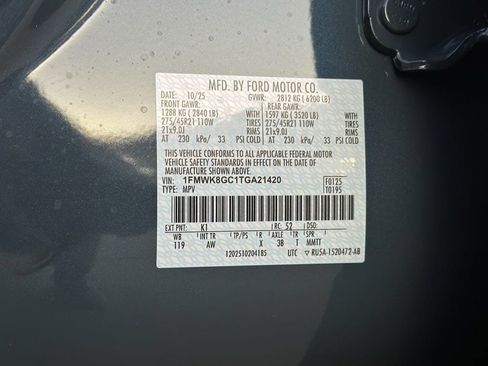 MFD. BY FORD MOTOR CO.
DATE: 10/25 GVWR: 2812 KG ( 6200 LB)
FRONT GAWR: REAR GAWR:
1288 KG ( 2840 LB) WITH 1597 KG ( 3520 LB) WITH
275/45R21 110W TIRES 275/45R21 110W TIRES
21x9.0J RIMS 21x9.0J RIMS
AT 230 kPa/ 33 PSI COLD AT 230 kPa/ 33 PSI COLD
THIS VEHICLE CONFORMS TO ALL APPLICABLE FEDERAL MOTOR
VEHICLE SAFETY STANDARDS IN EFFECT ON THE DATE OF
MANUFACTURE SHOWN ABOVE.
VIN: 1FMWK8GC1TGA21420 F0125
TYPE: MPV T0195
EXT PNT: K1 RC: 52 DSO:
WB INT TR TP/PS R AXLE TR SPR
119 AW X 38 T MMTT
1202510204185 UTC ▽ RU5A-1520472-AB